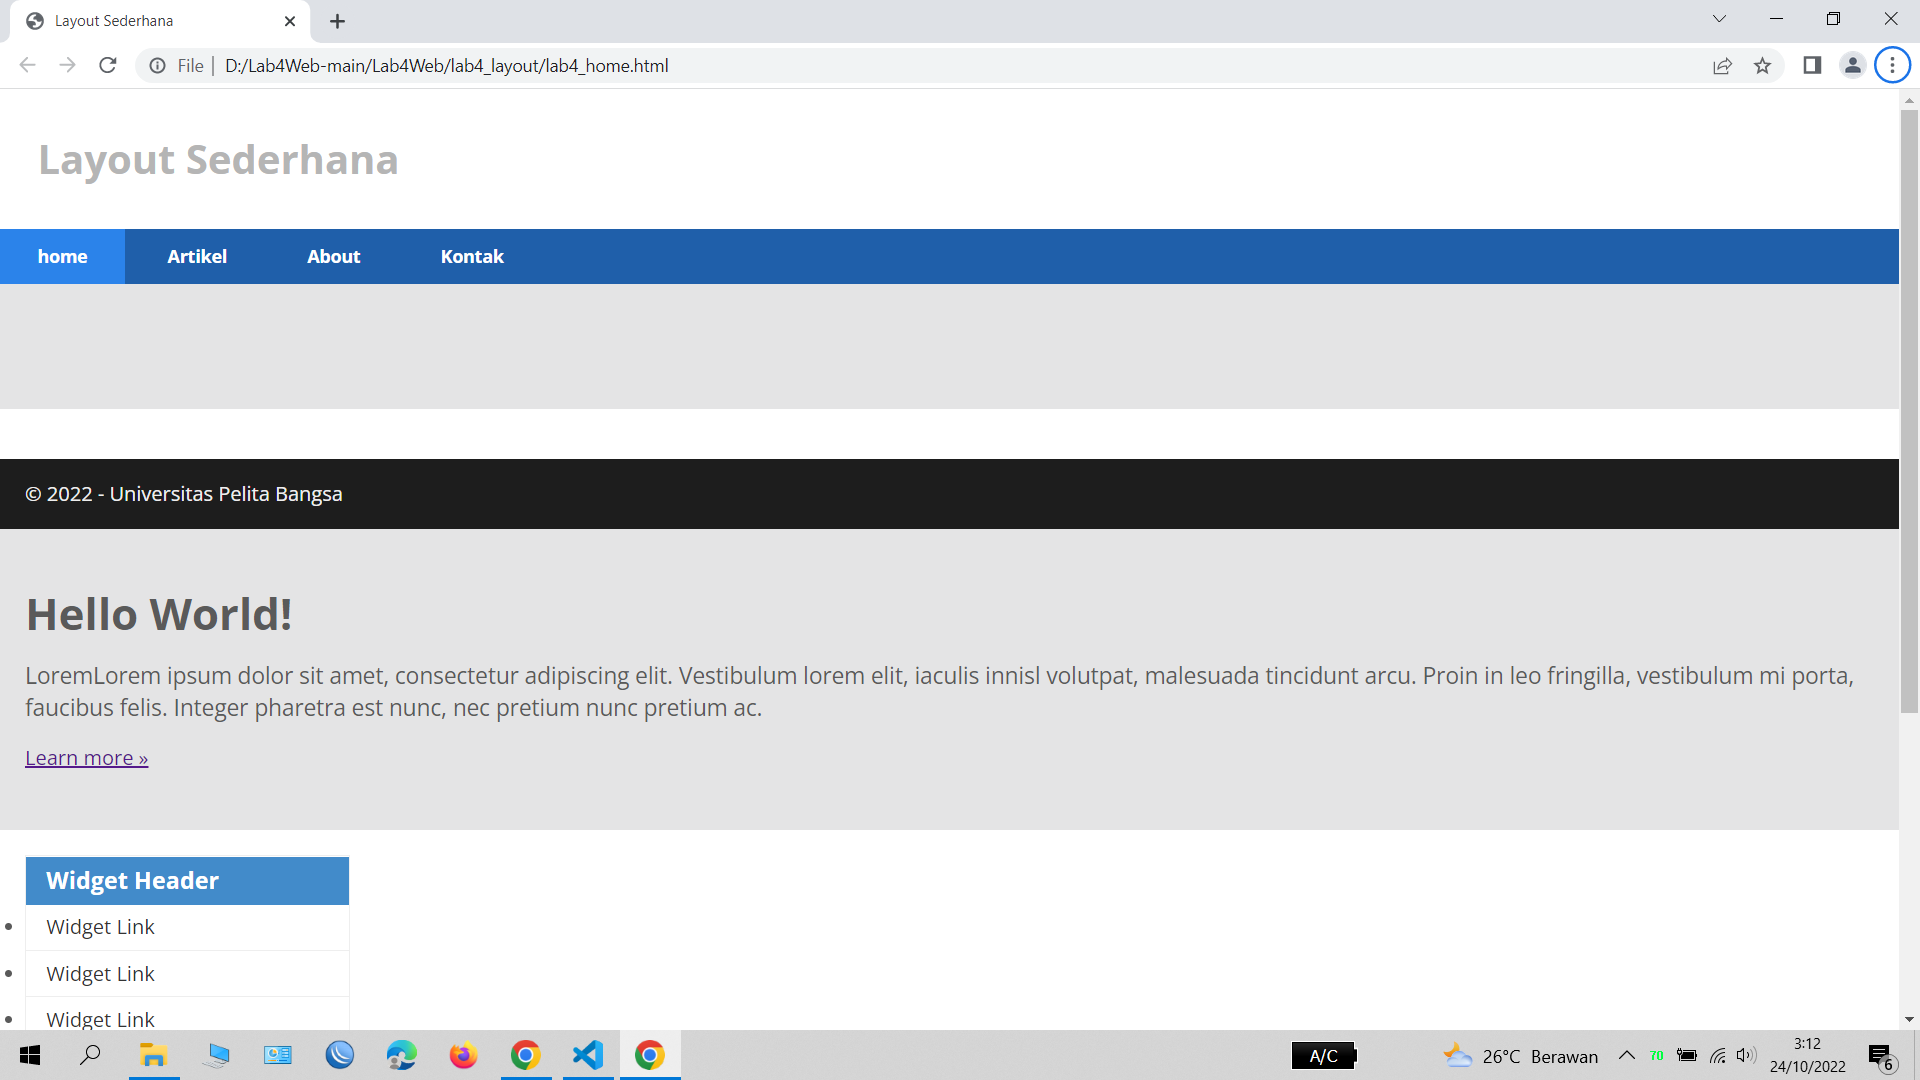 Layout Sederhana
File | D:/Lab4Web-main/Lab4Web/lab4_layout/lab4_home.html
Layout Sederhana
home Artikel About Kontak
© 2022 - Universitas Pelita Bangsa
Hello World!
LoremLorem ipsum dolor sit amet, consectetur adipiscing elit. Vestibulum lorem elit, iaculis innisl volutpat, malesuada tincidunt arcu. Proin in leo fringilla, vestibulum mi porta,
faucibus felis. Integer pharetra est nunc, nec pretium nunc pretium ac.
Learn more »
Widget Header
Widget Link
Widget Link
Widget Link
A/C 26°C Berawan 70 3:12
24/10/2022 6